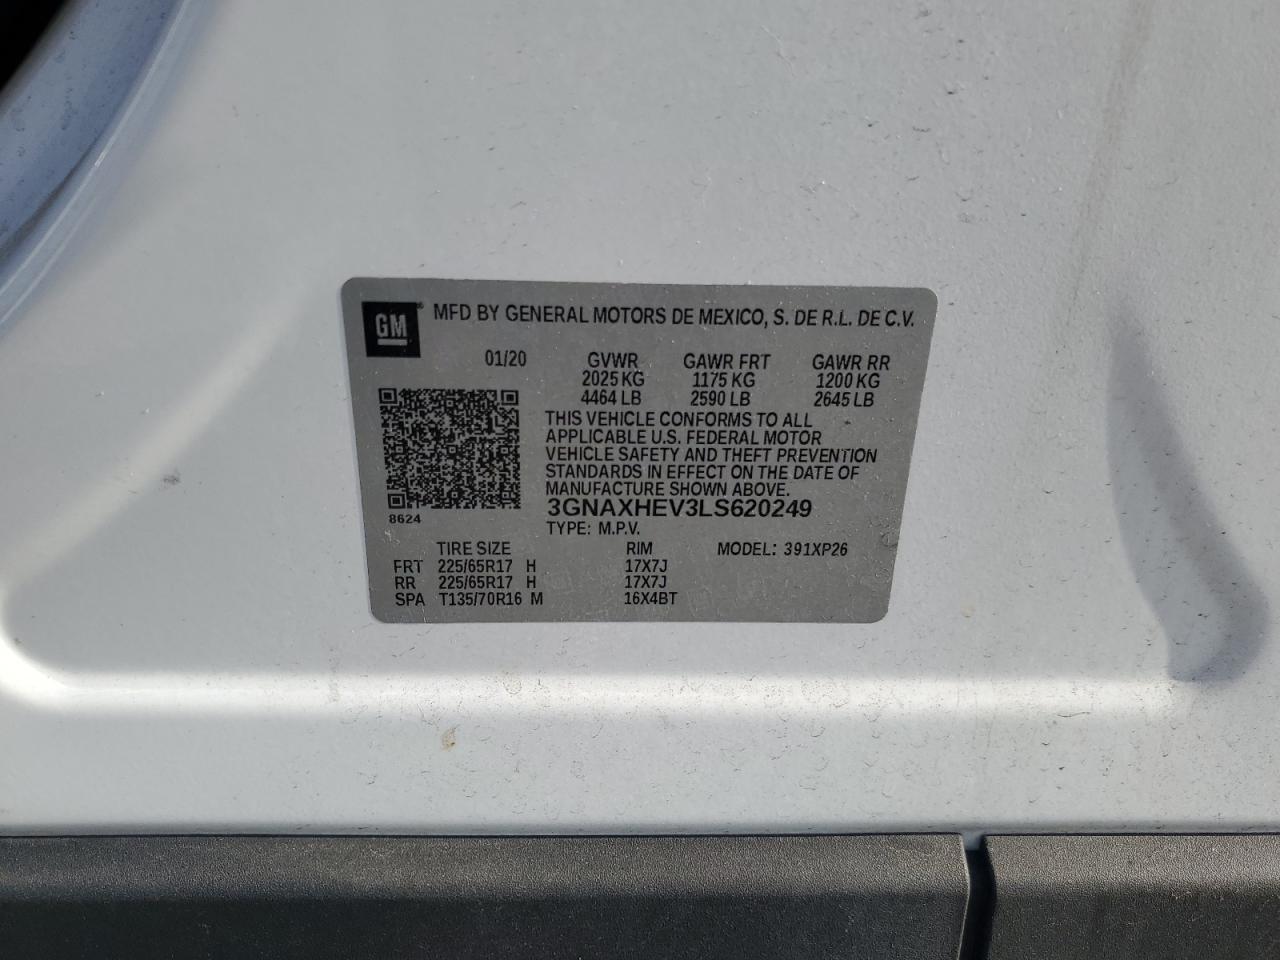 GM ®
MFD BY GENERAL MOTORS DE MEXICO, S. DE R.L. DE C.V.
01/20 GVWR GAWR FRT GAWR RR
2025 KG 1175 KG 1200 KG
4464 LB 2590 LB 2645 LB
THIS VEHICLE CONFORMS TO ALL
APPLICABLE U.S. FEDERAL MOTOR
VEHICLE SAFETY AND THEFT PREVENTION
STANDARDS IN EFFECT ON THE DATE OF
MANUFACTURE SHOWN ABOVE.
3GNAXHEV3LS620249
8624
TYPE: M.P.V.
TIRE SIZE RIM MODEL: 391XP26
FRT 225/65R17 H 17X7J
RR 225/65R17 H 17X7J
SPA T135/70R16 M 16X4BT